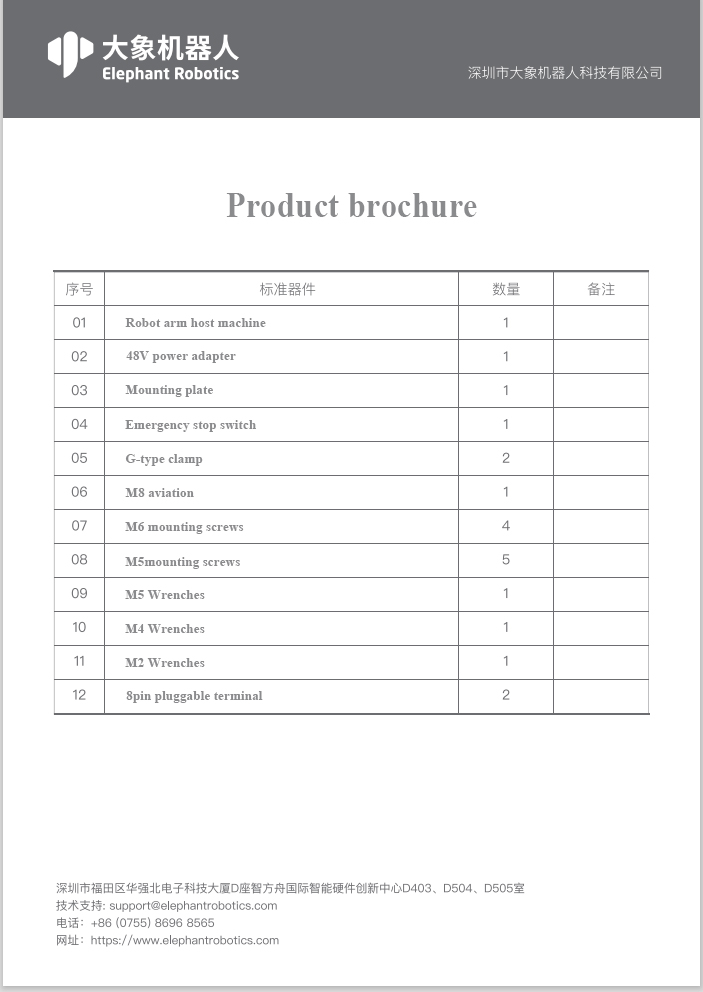 大象机器人
Elephant Robotics
深圳市大象机器人科技有限公司
Product brochure
序号 标准器件 数量 备注
01 Robot arm host machine 1
02 48V power adapter 1
03 Mounting plate 1
04 Emergency stop switch 1
05 G-type clamp 2
06 M8 aviation 1
07 M6 mounting screws 4
08 M5mounting screws 5
09 M5 Wrenches 1
10 M4 Wrenches 1
11 M2 Wrenches 1
12 8pin pluggable terminal 2
深圳市福田区华强北电子科技大厦D座智方舟国际智能硬件创新中心D403、D504、D505室
技术支持: support@elephantrobotics.com
电话：+86 (0755) 8696 8565
网址：https://www.elephantrobotics.com